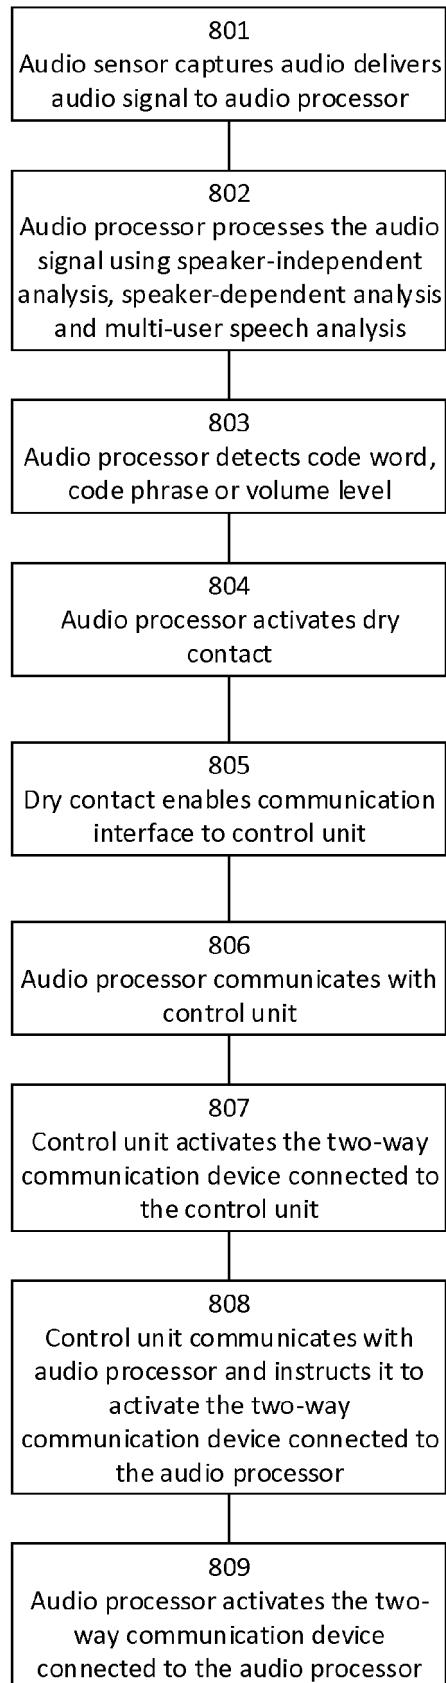 801
Audio sensor captures audio delivers
audio signal to audio processor
802
Audio processor processes the audio
signal using speaker-independent
analysis, speaker-dependent analysis
and multi-user speech analysis
803
Audio processor detects code word,
code phrase or volume level
804
Audio processor activates dry
contact
805
Dry contact enables communication
interface to control unit
806
Audio processor communicates with
control unit
807
Control unit activates the two-way
communication device connected to
the control unit
808
Control unit communicates with
audio processor and instructs it to
activate the two-way
communication device connected to
the audio processor
809
Audio processor activates the two-
way communication device
connected to the audio processor